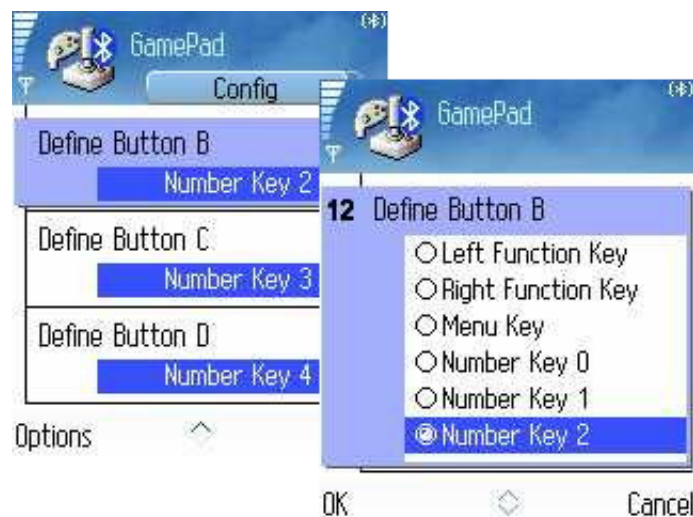 GamePad
Config
Define Button B
Number Key 2
Define Button C
Number Key 3
Define Button D
Number Key 4
Options
GamePad
12 Define Button B
Left Function Key
Right Function Key
Menu Key
Number Key 0
Number Key 1
Number Key 2
OK
Cancel